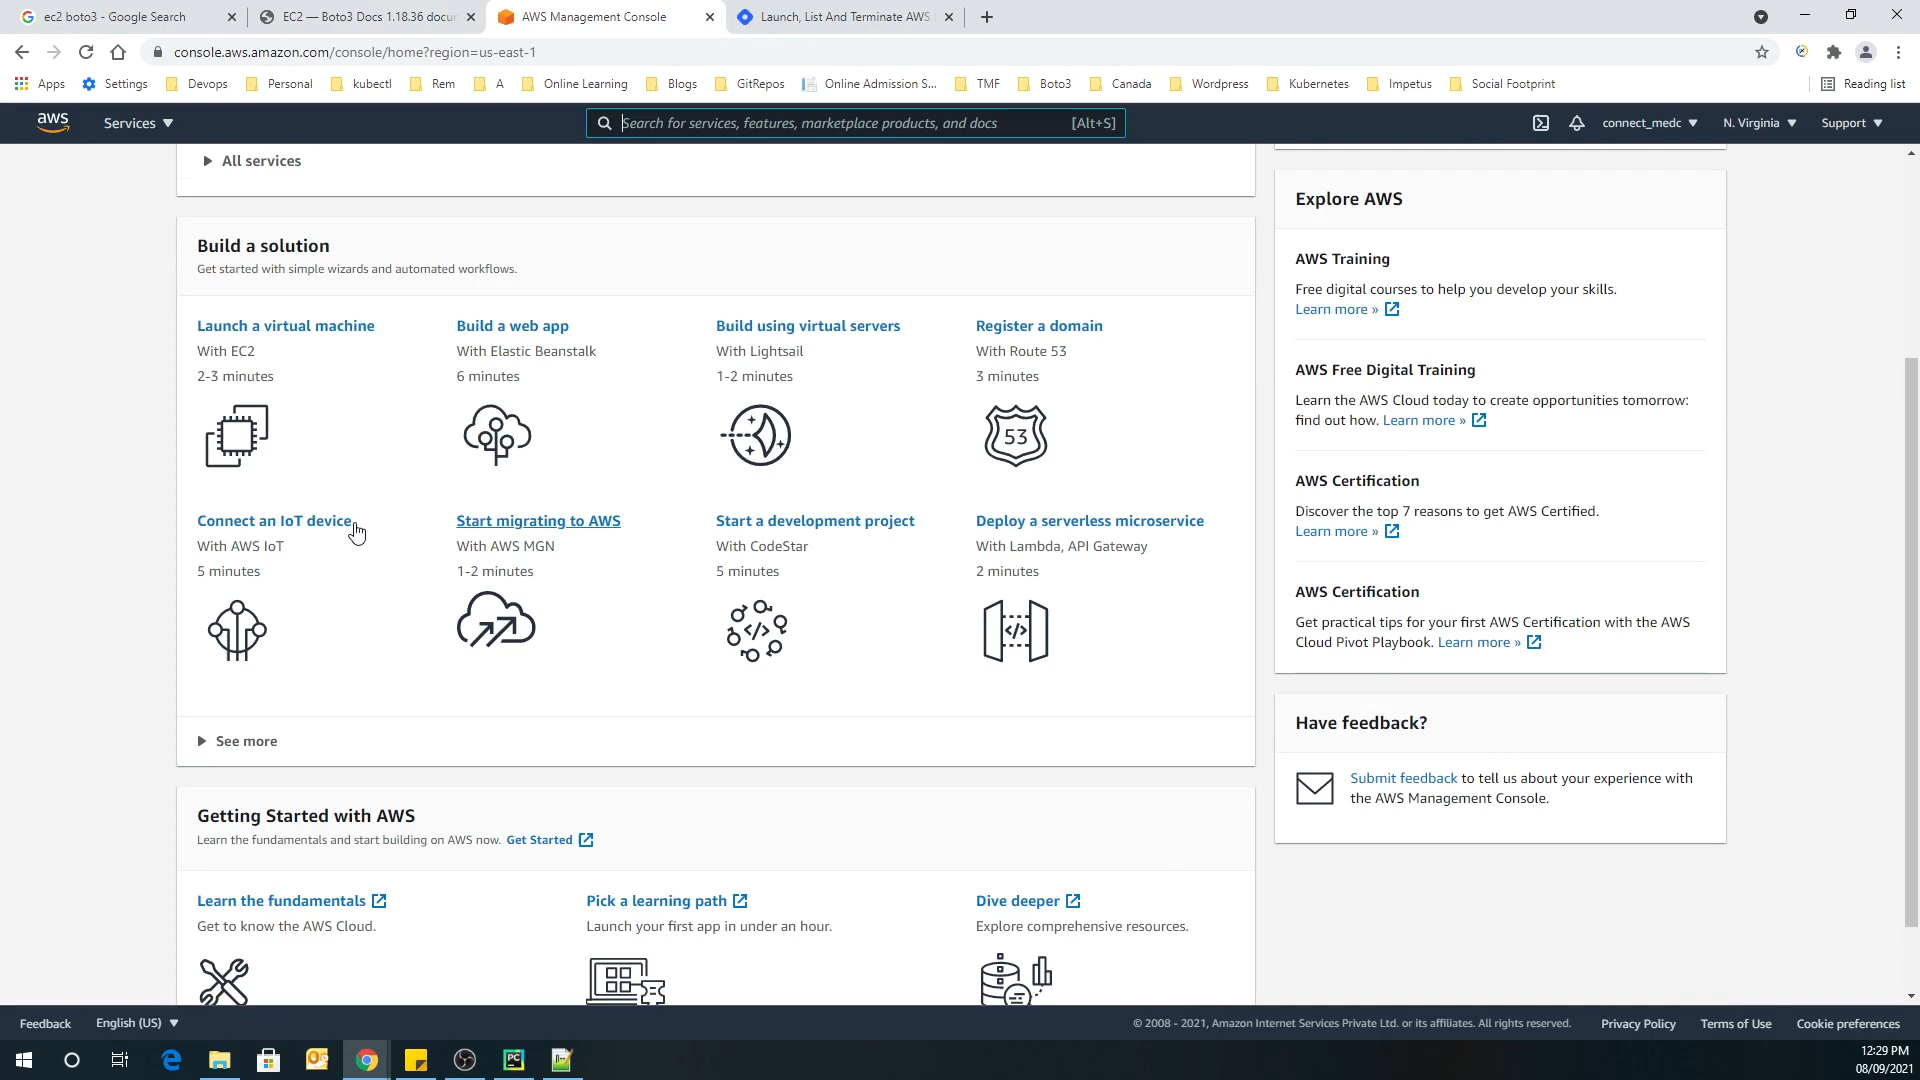 ec2 boto3 - Google Search
EC2 — Boto3 Docs 1.18.36 docu
AWS Management Console
Launch, List And Terminate AWS
console.aws.amazon.com/console/home?region=us-east-1
Apps
Settings
Devops
Personal
kubectl
Rem
A
Online Learning
Blogs
GitRepos
Online Admission S...
TMF
Boto3
Canada
Wordpress
Kubernetes
Impetus
Social Footprint
Reading list
aws
Services
Search for services, features, marketplace products, and docs
[Alt+S]
connect_medc
N. Virginia
Support
All services
Build a solution
Get started with simple wizards and automated workflows.
Launch a virtual machine
With EC2
2-3 minutes
Build a web app
With Elastic Beanstalk
6 minutes
Build using virtual servers
With Lightsail
1-2 minutes
Register a domain
With Route 53
3 minutes
53
Connect an IoT device
With AWS IoT
5 minutes
Start migrating to AWS
With AWS MGN
1-2 minutes
Start a development project
With CodeStar
5 minutes
</>
Deploy a serverless microservice
With Lambda, API Gateway
2 minutes
</>
See more
Getting Started with AWS
Learn the fundamentals and start building on AWS now. Get Started
Learn the fundamentals
Get to know the AWS Cloud.
Pick a learning path
Launch your first app in under an hour.
Dive deeper
Explore comprehensive resources.
Explore AWS
AWS Training
Free digital courses to help you develop your skills.
Learn more »
AWS Free Digital Training
Learn the AWS Cloud today to create opportunities tomorrow:
find out how. Learn more »
AWS Certification
Discover the top 7 reasons to get AWS Certified.
Learn more »
AWS Certification
Get practical tips for your first AWS Certification with the AWS
Cloud Pivot Playbook. Learn more »
Have feedback?
Submit feedback to tell us about your experience with
the AWS Management Console.
Feedback
English (US)
© 2008 - 2021, Amazon Internet Services Private Ltd. or its affiliates. All rights reserved.
Privacy Policy
Terms of Use
Cookie preferences
PC
12:29 PM
08/09/2021